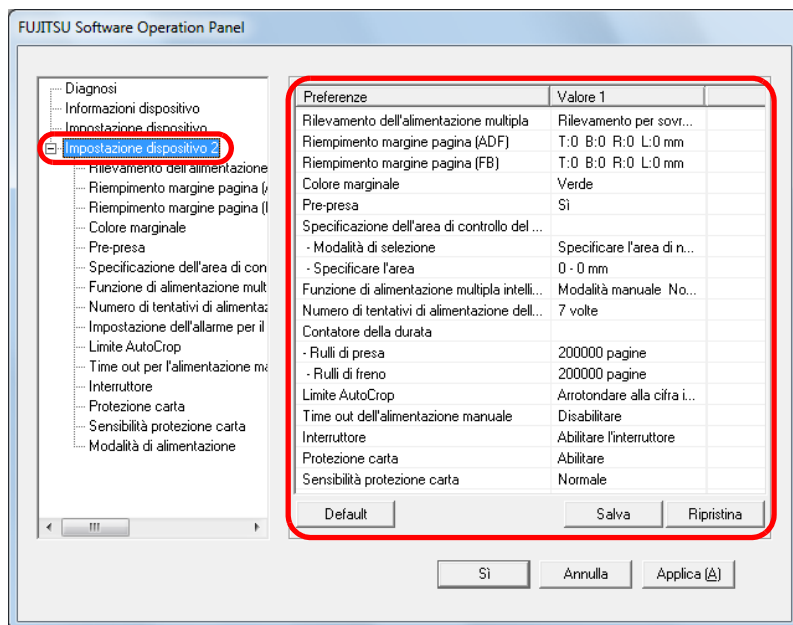 FUJITSU Software Operation Panel
Diagnosi
Informazioni dispositivo
Impostazione dispositivo
Impostazione dispositivo 2
Rilevamento dell'alimentazione
Riempimento margine pagina (
Riempimento margine pagina (
Colore marginale
Pre-presa
Specificazione dell'area di con
Funzione di alimentazione mult
Numero di tentativi di alimentaz
Impostazione dell'allarme per il
Limite AutoCrop
Time out per l'alimentazione ma
Interruttore
Protezione carta
Sensibilità protezione carta
Modalità di alimentazione
Preferenze Valore 1
Rilevamento dell'alimentazione multipla Rilevamento per sovr...
Riempimento margine pagina (ADF) T:0 B:0 R:0 L:0 mm
Riempimento margine pagina (FB) T:0 B:0 R:0 L:0 mm
Colore marginale Verde
Pre-presa Sì
Specificazione dell'area di controllo del ...
- Modalità di selezione Specificare l'area di n...
- Specificare l'area 0 - 0 mm
Funzione di alimentazione multipla intelli... Modalità manuale No...
Numero di tentativi di alimentazione dell... 7 volte
Contatore della durata
- Rulli di presa 200000 pagine
- Rulli di freno 200000 pagine
Limite AutoCrop Arrotondare alla cifra i...
Time out dell'alimentazione manuale Disabilitare
Interruttore Abilitare l'interruttore
Protezione carta Abilitare
Sensibilità protezione carta Normale
Default Salva Ripristina
Sì Annulla Applica (A)